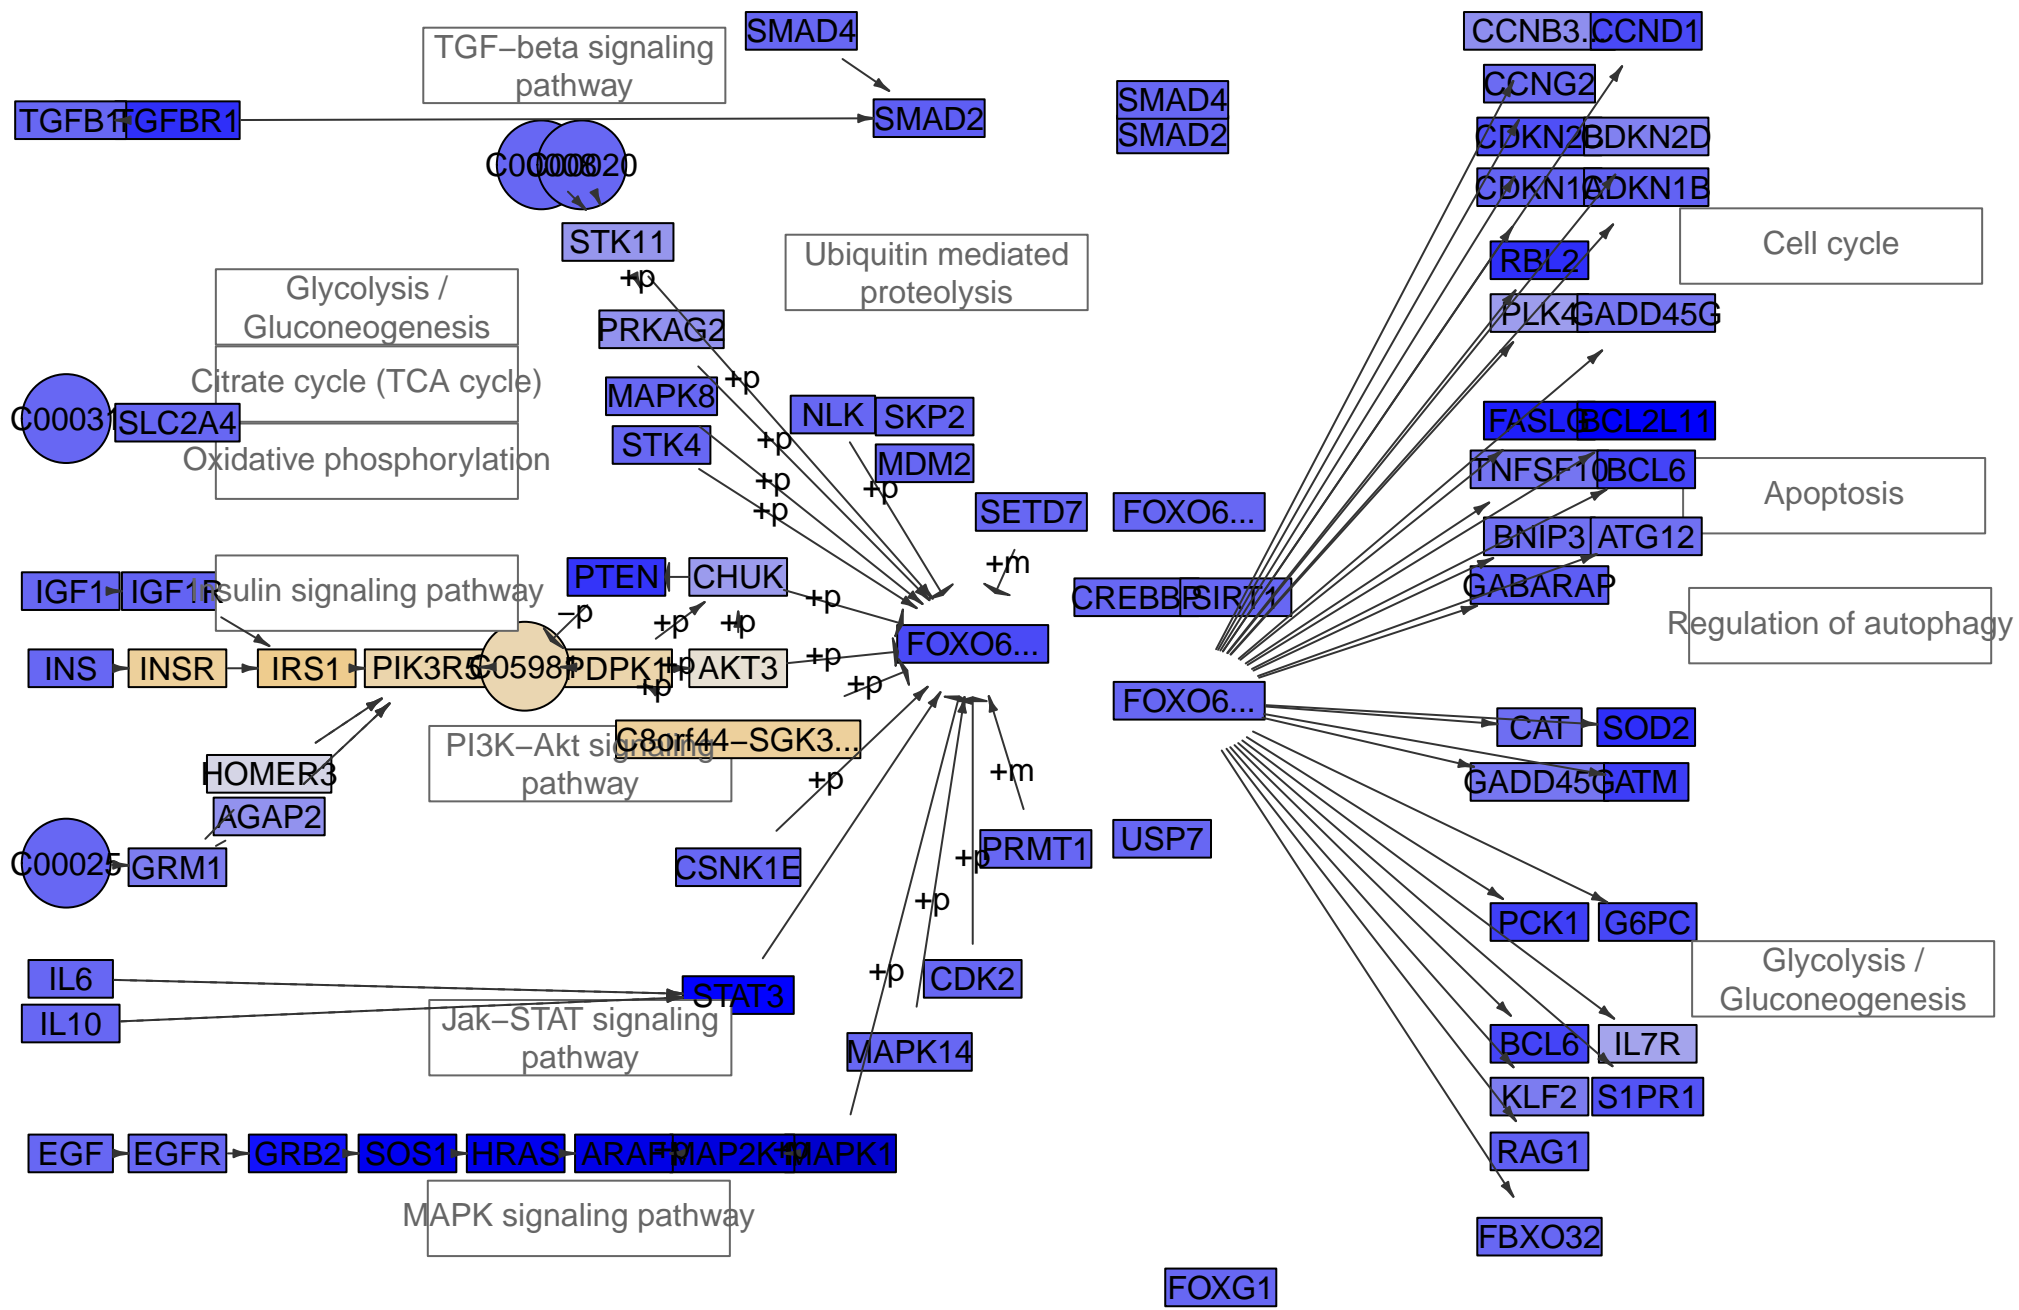 SMAD4
CCNB3...
CCND1
TGF−beta signaling
pathway
CCNG2
SMAD4
TGFB1
TGFBR1
SMAD2
SMAD2
CDKN2B
CDKN2D
C00020
CDKN1A
CDKN1B
STK11
Ubiquitin mediated
proteolysis
Cell cycle
RBL2
+p
Glycolysis /
Gluconeogenesis
PRKAG2
PLK4
GADD45G
Citrate cycle (TCA cycle)
+p
MAPK8
C00031
SLC2A4
NLK
SKP2
FASLG
BCL2L11
STK4
+p
Oxidative phosphorylation
MDM2
TNFSF10
BCL6
+p
+p
Apoptosis
+p
SETD7
FOXO6...
BNIP3
ATG12
+m
IGF1
IGF1R
Insulin signaling pathway
PTEN
CHUK
GABARAP
CREBBP
SIRT1
+p
−p
+p
+p
Regulation of autophagy
FOXO6...
INS
INSR
IRS1
PIK3R5
C05981
PDPK1
+p
AKT3
+p
+p
+p
FOXO6...
CAT
SOD2
PI3K−Akt signaling
pathway
C8orf44−SGK3...
HOMER3
+p
+m
GADD45G
GATM
AGAP2
C00025
GRM1
CSNK1E
+p
PRMT1
USP7
+p
PCK1
G6PC
IL6
+p
CDK2
STAT3
Glycolysis /
Gluconeogenesis
IL10
Jak−STAT signaling
pathway
MAPK14
BCL6
IL7R
KLF2
S1PR1
EGF
EGFR
GRB2
SOS1
HRAS
ARAF
+p
MAP2K1
+p
MAPK1
RAG1
MAPK signaling pathway
FBXO32
FOXG1